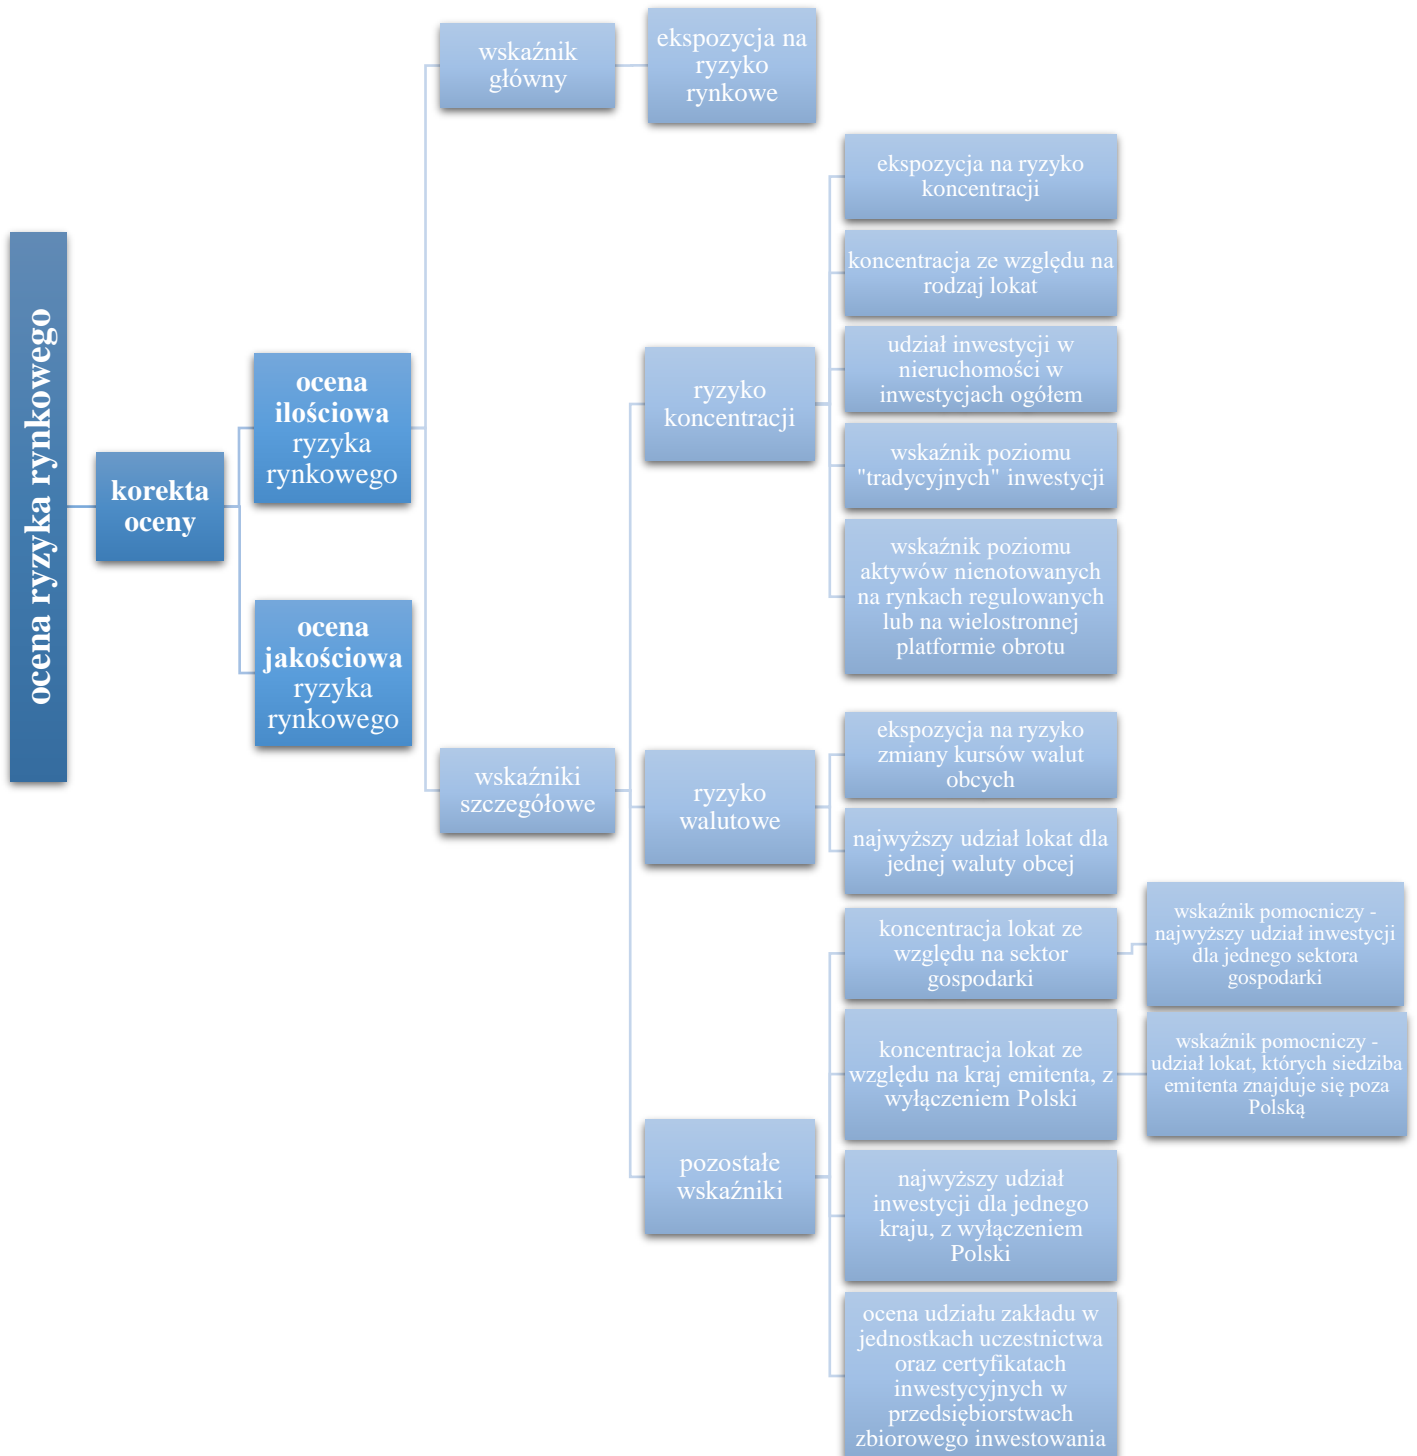 ocena ryzyka rynkowego
korekta
oceny
ocena
ilościowa
ryzyka
rynkowego
ocena
jakościowa
ryzyka
rynkowego
wskaźnik
główny
ekspozycja na
ryzyko
rynkowe
wskaźniki
szczegółowe
ryzyko
koncentracji
ekspozycja na ryzyko
koncentracji
koncentracja ze względu na
rodzaj lokat
udział inwestycji w
nieruchomości w
inwestycjach ogółem
wskaźnik poziomu
"tradycyjnych" inwestycji
wskaźnik poziomu
aktywów nienotowanych
na rynkach regulowanych
lub na wielostronnej
platformie obrotu
ryzyko
walutowe
ekspozycja na ryzyko
zmiany kursów walut
obcych
najwyższy udział lokat dla
jednej waluty obcej
pozostałe
wskaźniki
koncentracja lokat ze
względu na sektor
gospodarki
wskaźnik pomocniczy -
najwyższy udział inwestycji
dla jednego sektora
gospodarki
koncentracja lokat ze
względu na kraj emitenta, z
wyłączeniem Polski
wskaźnik pomocniczy -
udział lokat, których siedziba
emitenta znajduje się poza
Polską
najwyższy udział
inwestycji dla jednego
kraju, z wyłączeniem
Polski
ocena udziału zakładu w
jednostkach uczestnictwa
oraz certyfikatach
inwestycyjnych w
przedsiębiorstwach
zbiorowego inwestowania